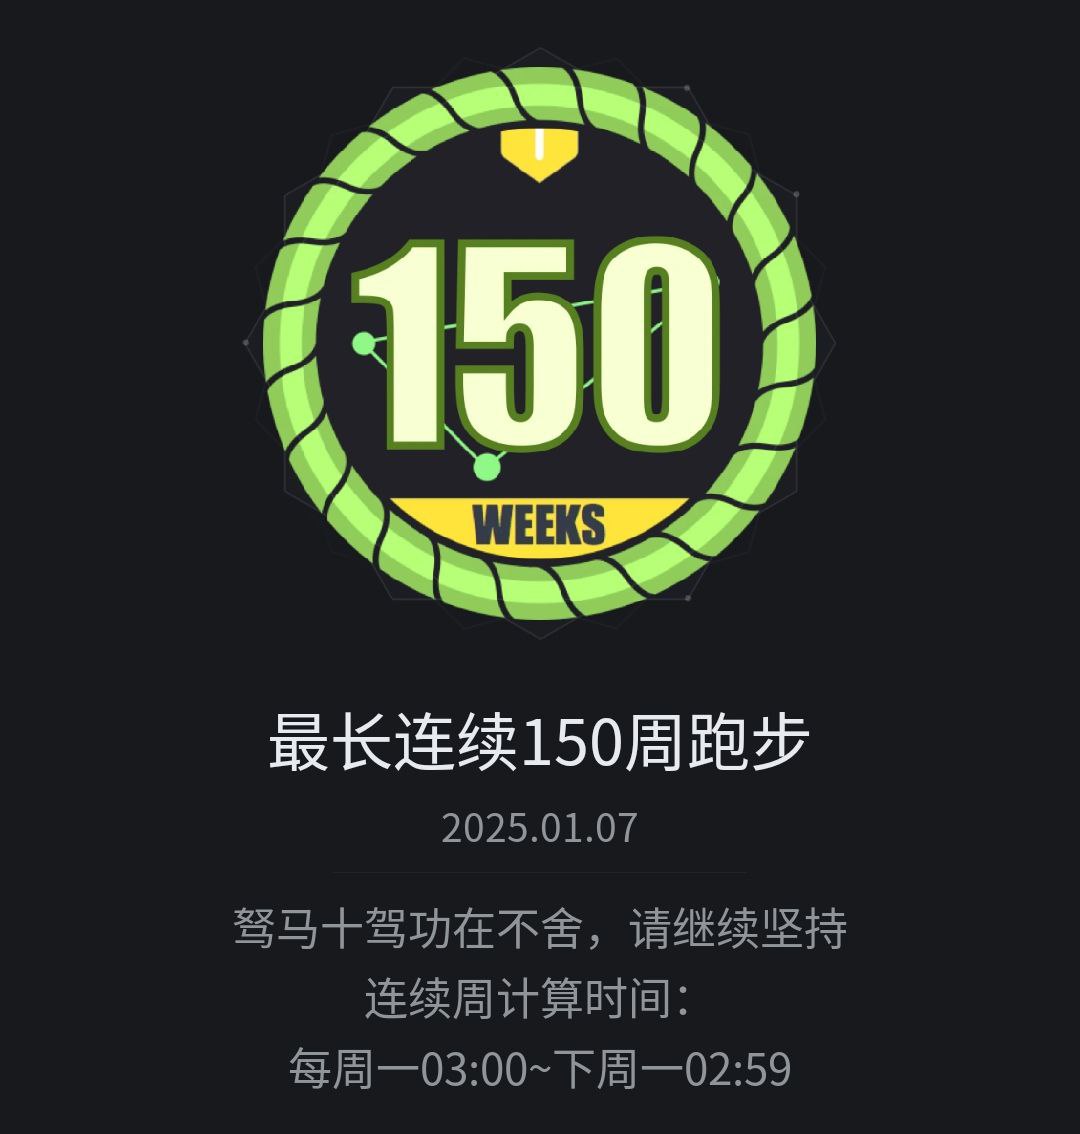 150
WEEKS
最长连续150周跑步
2025.01.07
驽马十驾功在不舍，请继续坚持
连续周计算时间：
每周一03:00~下周一02:59